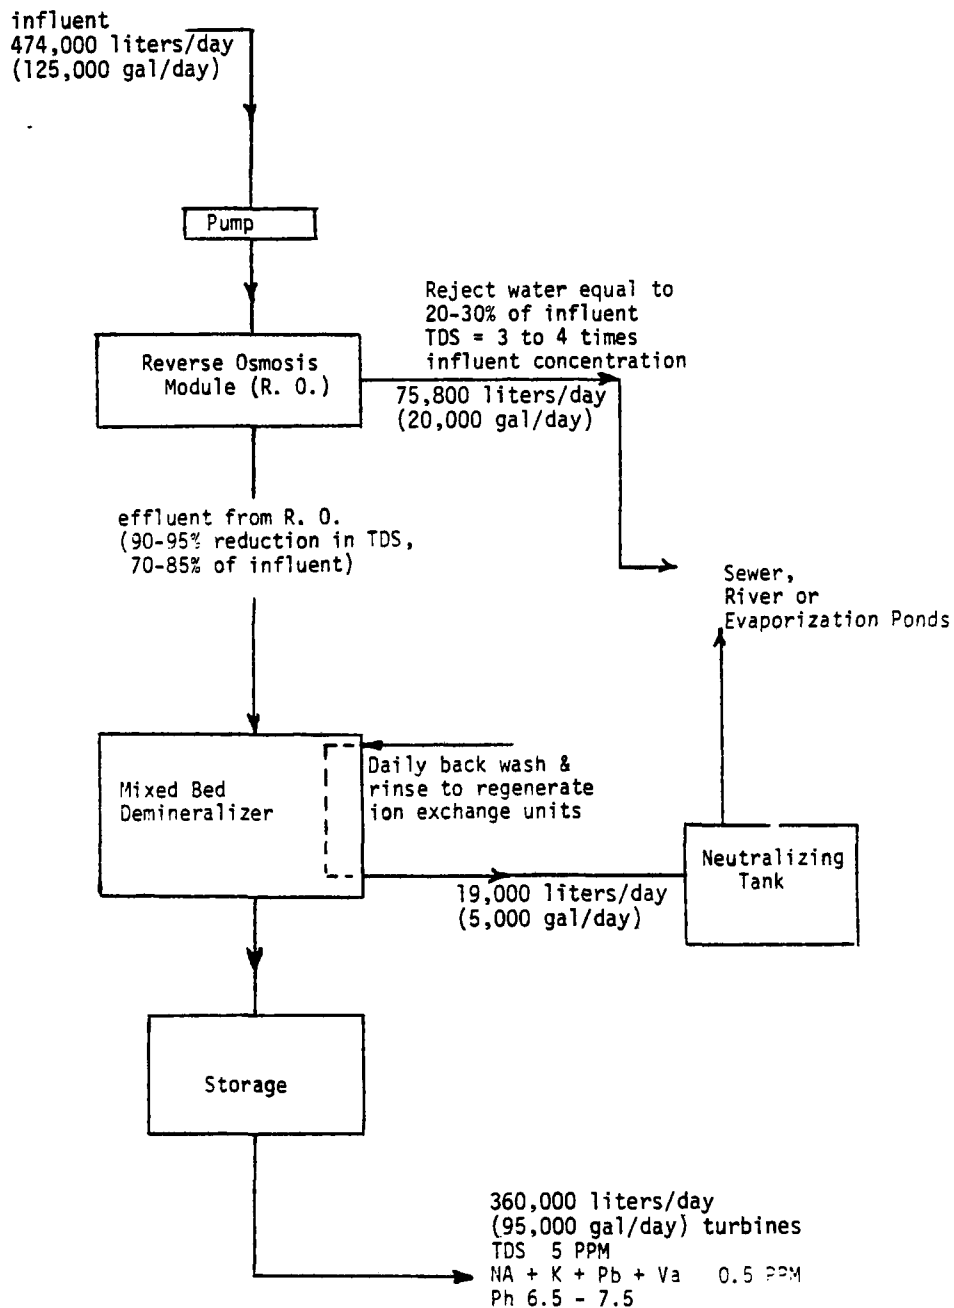 influent
474,000 liters/day
(125,000 gal/day)
Pump
Reject water equal to
20-30% of influent
TDS = 3 to 4 times
influent concentration
Reverse Osmosis
Module (R. O.)
75,800 liters/day
(20,000 gal/day)
effluent from R. O.
(90-95% reduction in TDS,
70-85% of influent)
Sewer,
River or
Evaporization Ponds
Mixed Bed
Demineralizer
Daily back wash &
rinse to regenerate
ion exchange units
Neutralizing
Tank
19,000 liters/day
(5,000 gal/day)
Storage
360,000 liters/day
(95,000 gal/day) turbines
TDS 5 PPM
NA + K + Pb + Va 0.5 PPM
Ph 6.5 - 7.5